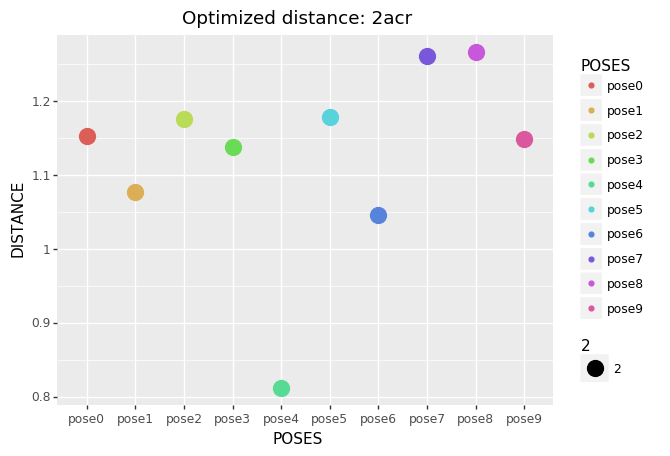 Optimized distance: 2acr
DISTANCE
1.2
1.1
1
0.9
0.8
pose0 pose1 pose2 pose3 pose4 pose5 pose6 pose7 pose8 pose9
POSES
POSES
pose0
pose1
pose2
pose3
pose4
pose5
pose6
pose7
pose8
pose9
2
2